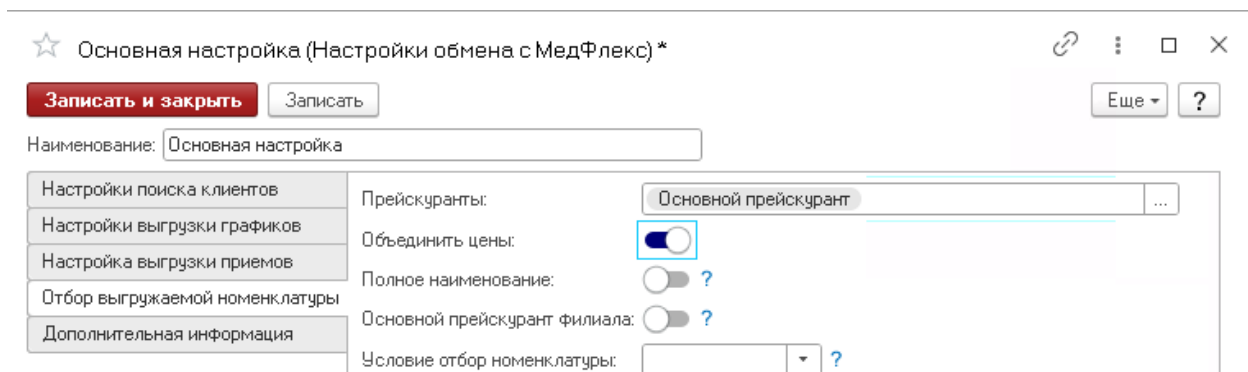 Основная настройка (Настройки обмена с МедФлекс) *
Записать и закрыть Записать Еще ?
Наименование: Основная настройка
Настройки поиска клиентов
Настройки выгрузки графиков
Настройка выгрузки приемов
Отбор выгружаемой номенклатуры
Дополнительная информация
Прейскуранты: Основной прейскурант ...
Объединить цены:
Полное наименование: ?
Основной прейскурант филиала: ?
Условие отбор номенклатуры: ?